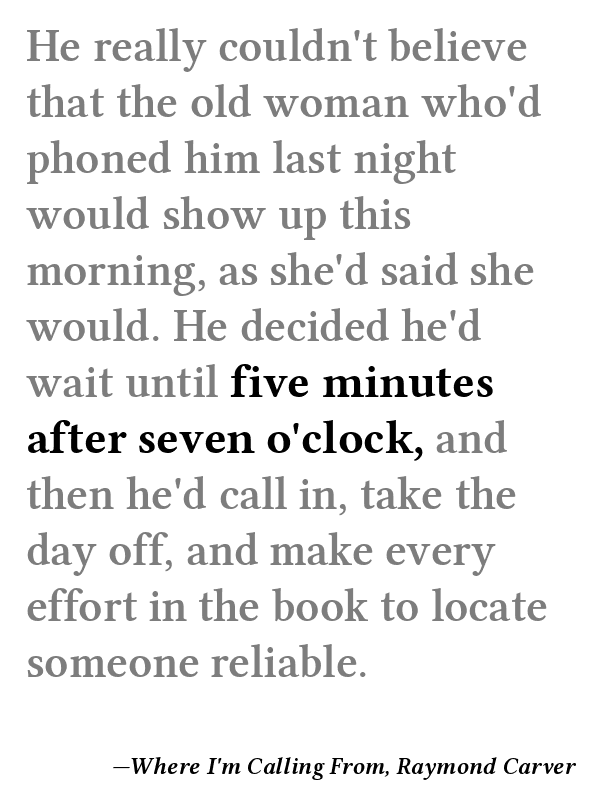 He really couldn't believe
that the old woman who'd
phoned him last night
would show up this
morning, as she'd said she
would. He decided he'd
wait until five minutes
after seven o'clock, and
then he'd call in, take the
day off, and make every
effort in the book to locate
someone reliable.
—Where I'm Calling From, Raymond Carver